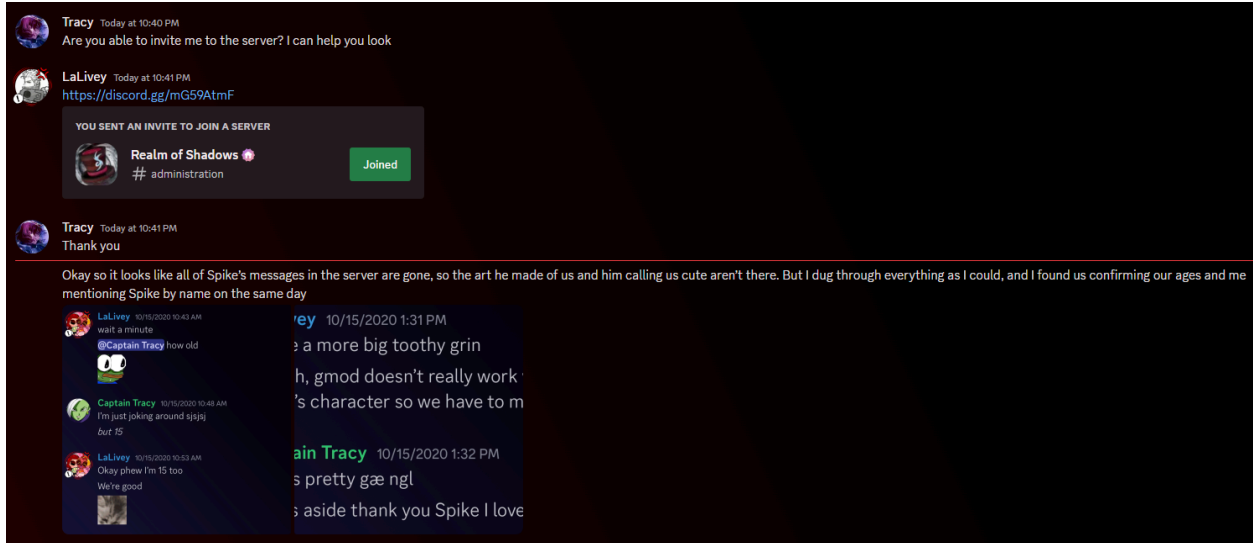 Tracy Today at 10:40 PM
Are you able to invite me to the server? I can help you look
LaLivey Today at 10:41 PM
https://discord.gg/mG59AtmF
YOU SENT AN INVITE TO JOIN A SERVER
Realm of Shadows
# administration
Joined
Tracy Today at 10:41 PM
Thank you
Okay so it looks like all of Spike's messages in the server are gone, so the art he made of us and him calling us cute aren't there. But I dug through everything as I could, and I found us confirming our ages and me
mentioning Spike by name on the same day
LaLivey 10/15/2020 10:43 AM
wait a minute
@Captain Tracy how old
Captain Tracy 10/15/2020 10:48 AM
I'm just joking around sjsjsj
but 15
LaLivey 10/15/2020 10:53 AM
Okay phew I'm 15 too
We're good
vey 10/15/2020 1:31 PM
e a more big toothy grin
h, gmod doesn't really work
's character so we have to m
ain Tracy 10/15/2020 1:32 PM
s pretty gæ ngl
s aside thank you Spike I love